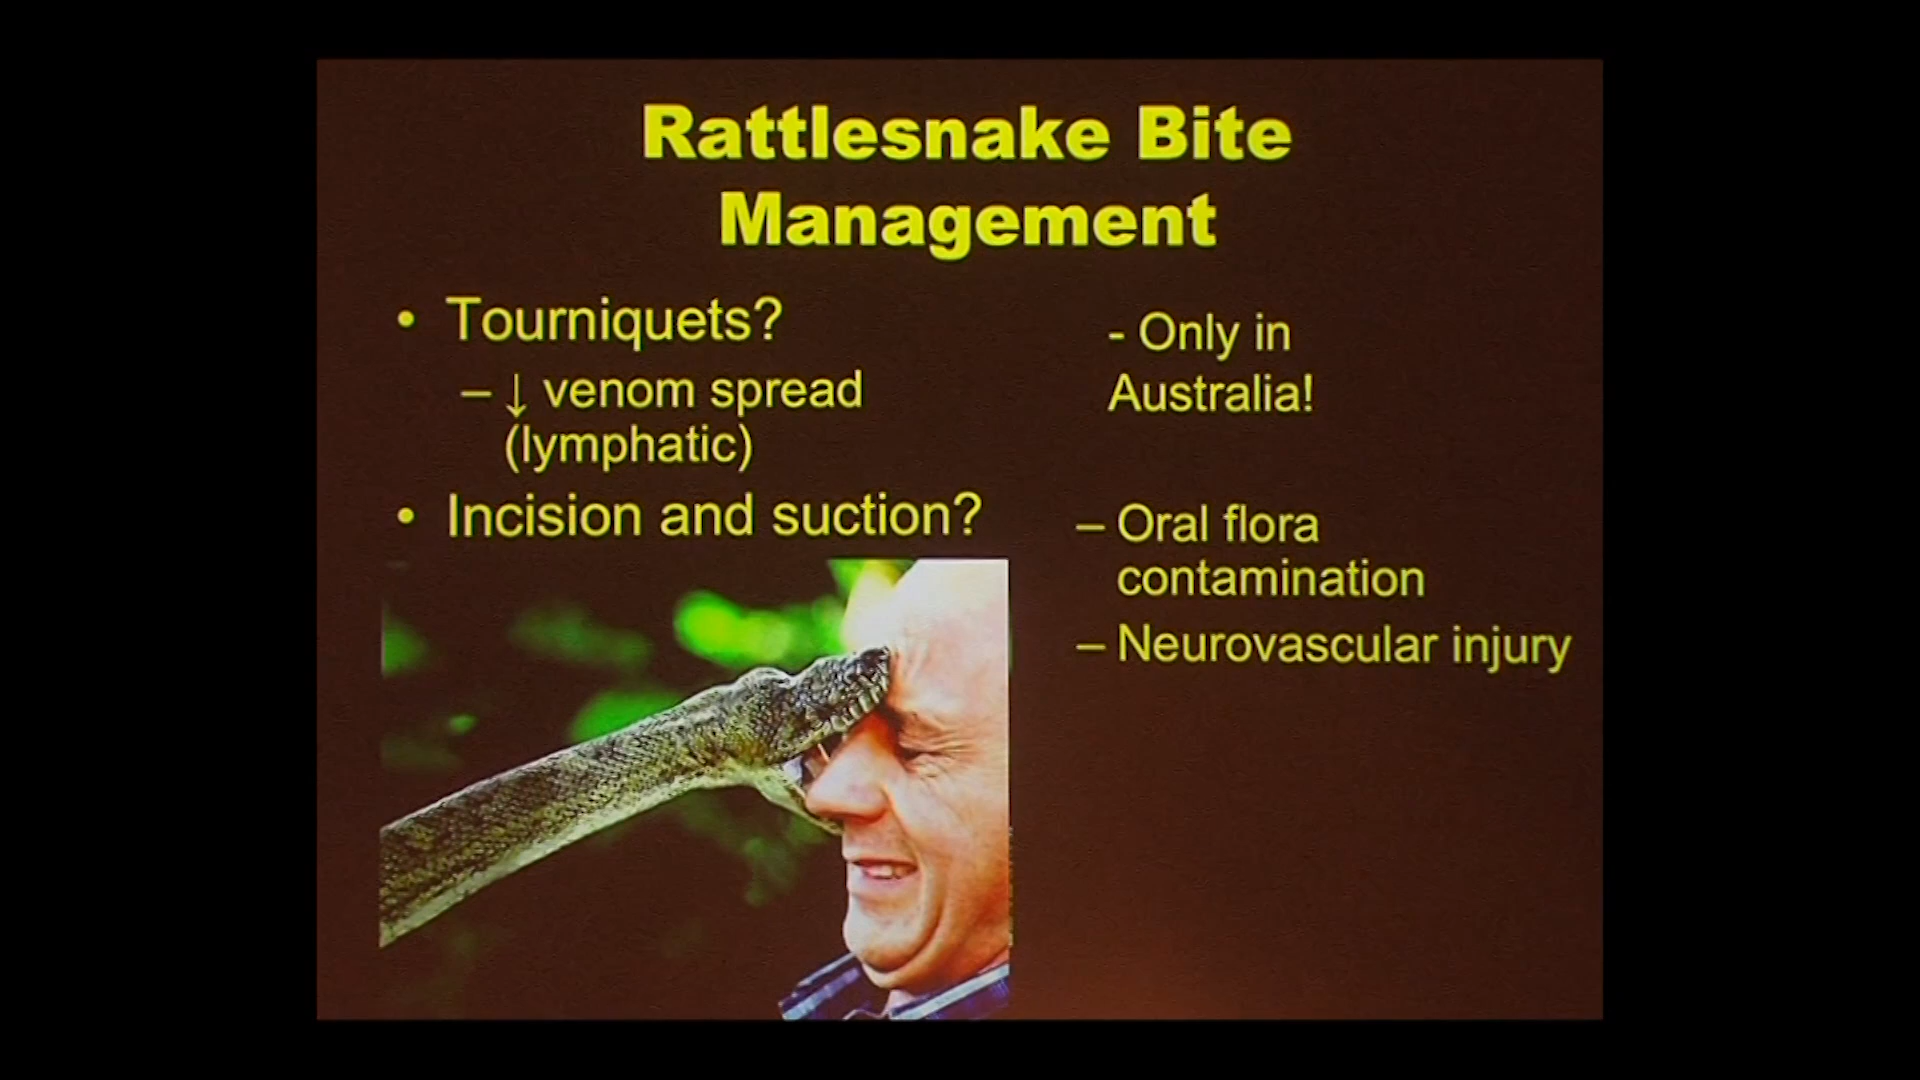 Rattlesnake Bite
Management
• Tourniquets?
– ↓ venom spread
(lymphatic)
• Incision and suction?
- Only in
Australia!
– Oral flora
contamination
– Neurovascular injury